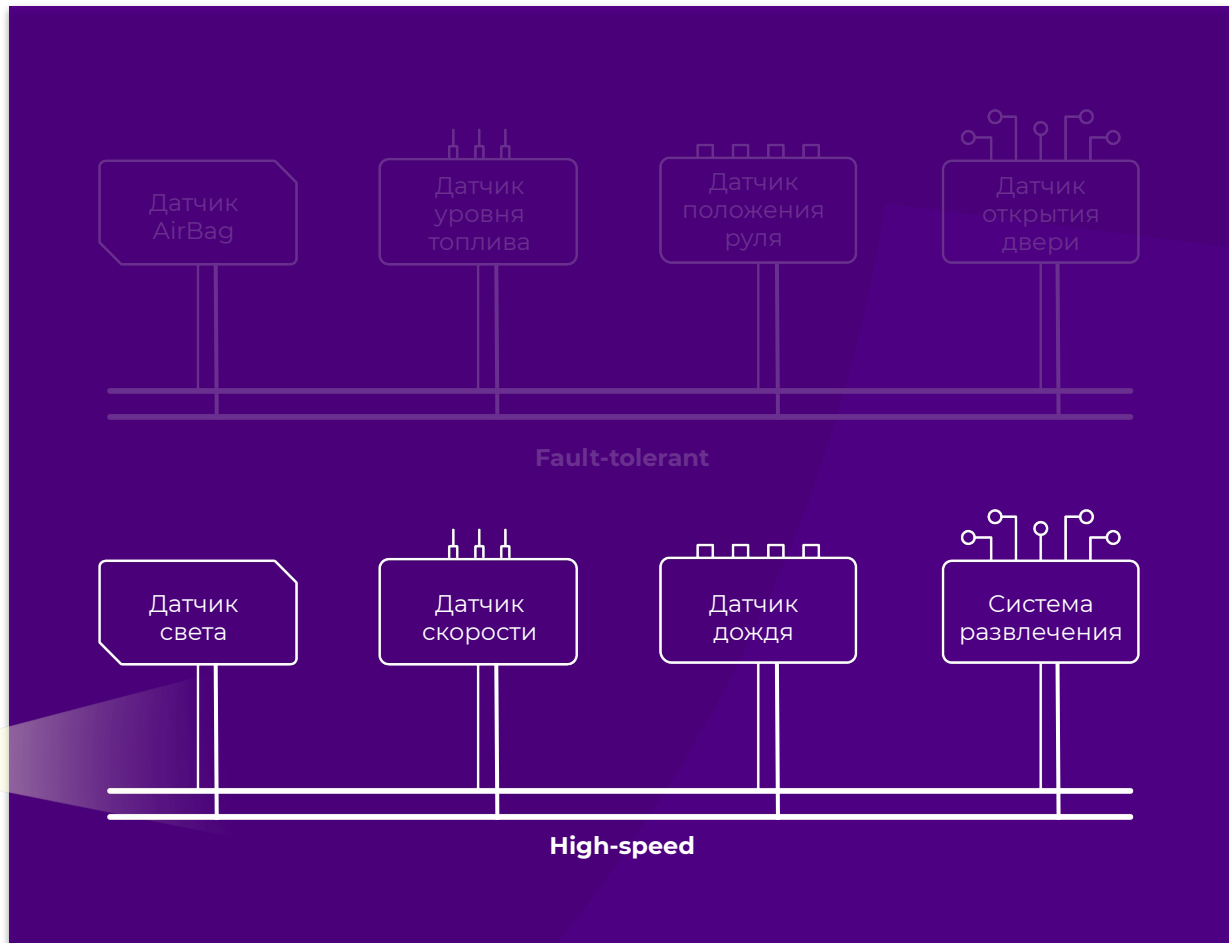 Датчик
AirBag
Датчик
уровня
топлива
Датчик
положения
руля
Датчик
открытия
двери
Fault-tolerant
Датчик
света
Датчик
скорости
Датчик
дождя
Система
развлечения
High-speed